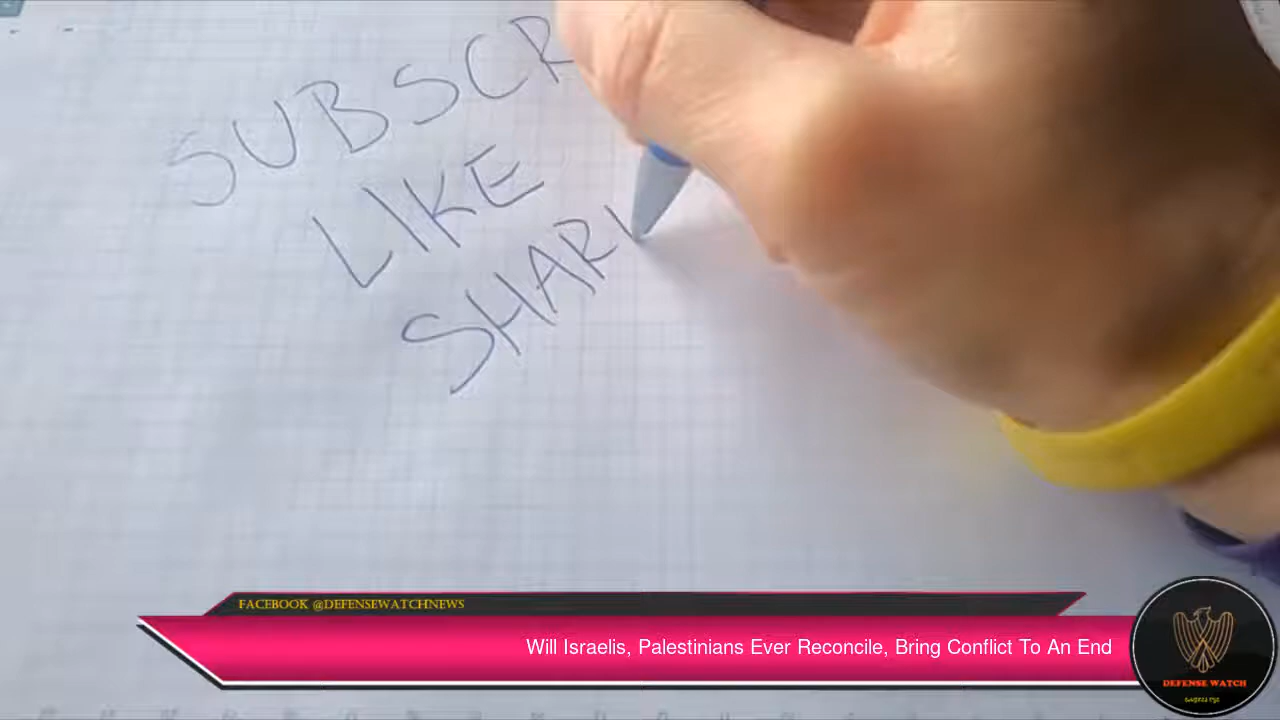 SUBSCR
LIKE
SHAR
FACEBOOK @DEFENSEWATCHNEWS
Will Israelis, Palestinians Ever Reconcile, Bring Conflict To An End
DEFENSE WATCH